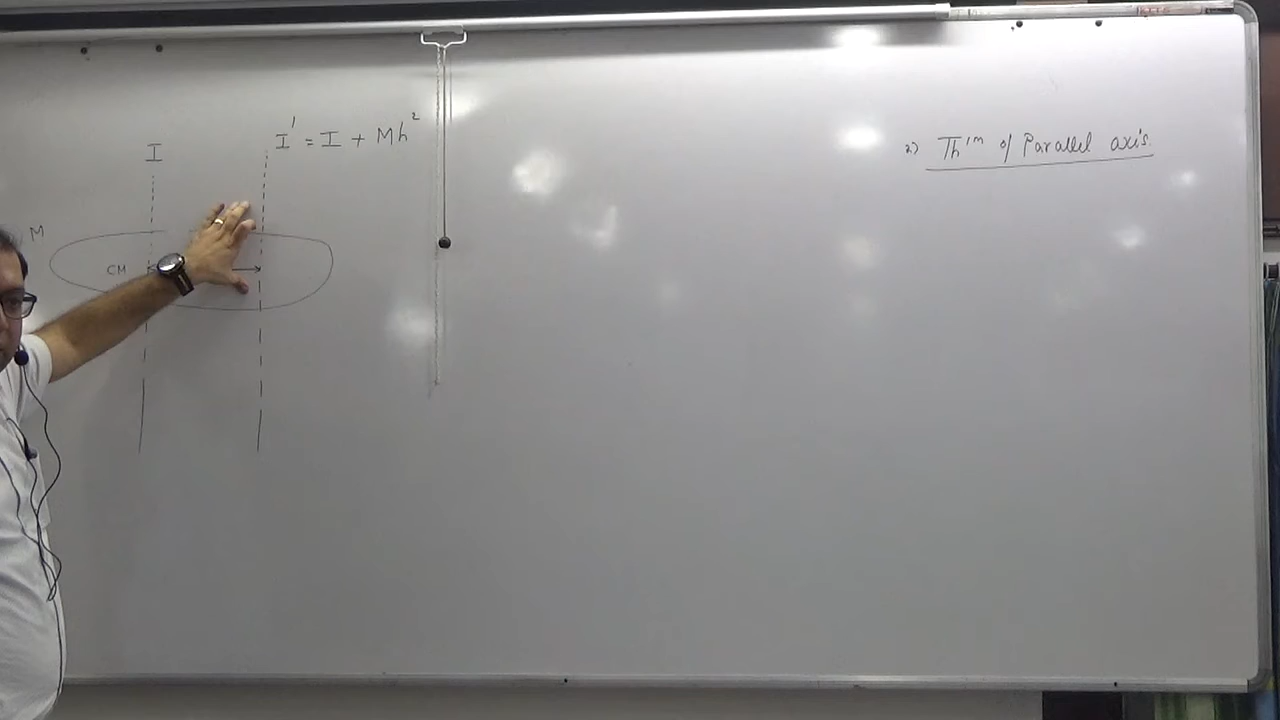 I
I' = I + Mh²
M
CM
2) Th'm of Parallel axis